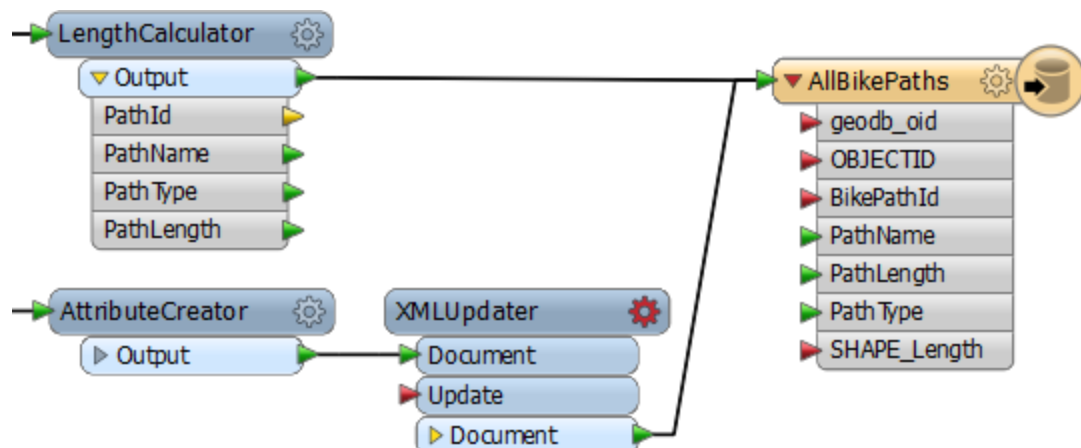 LengthCalculator
Output
PathId
PathName
PathType
PathLength
AllBikePaths
geodb_oid
OBJECTID
BikePathId
PathName
PathLength
PathType
SHAPE_Length
AttributeCreator
Output
XMLUpdater
Document
Update
Document